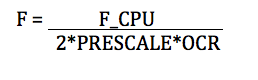 F = F_CPU
2*PRESCALE*OCR